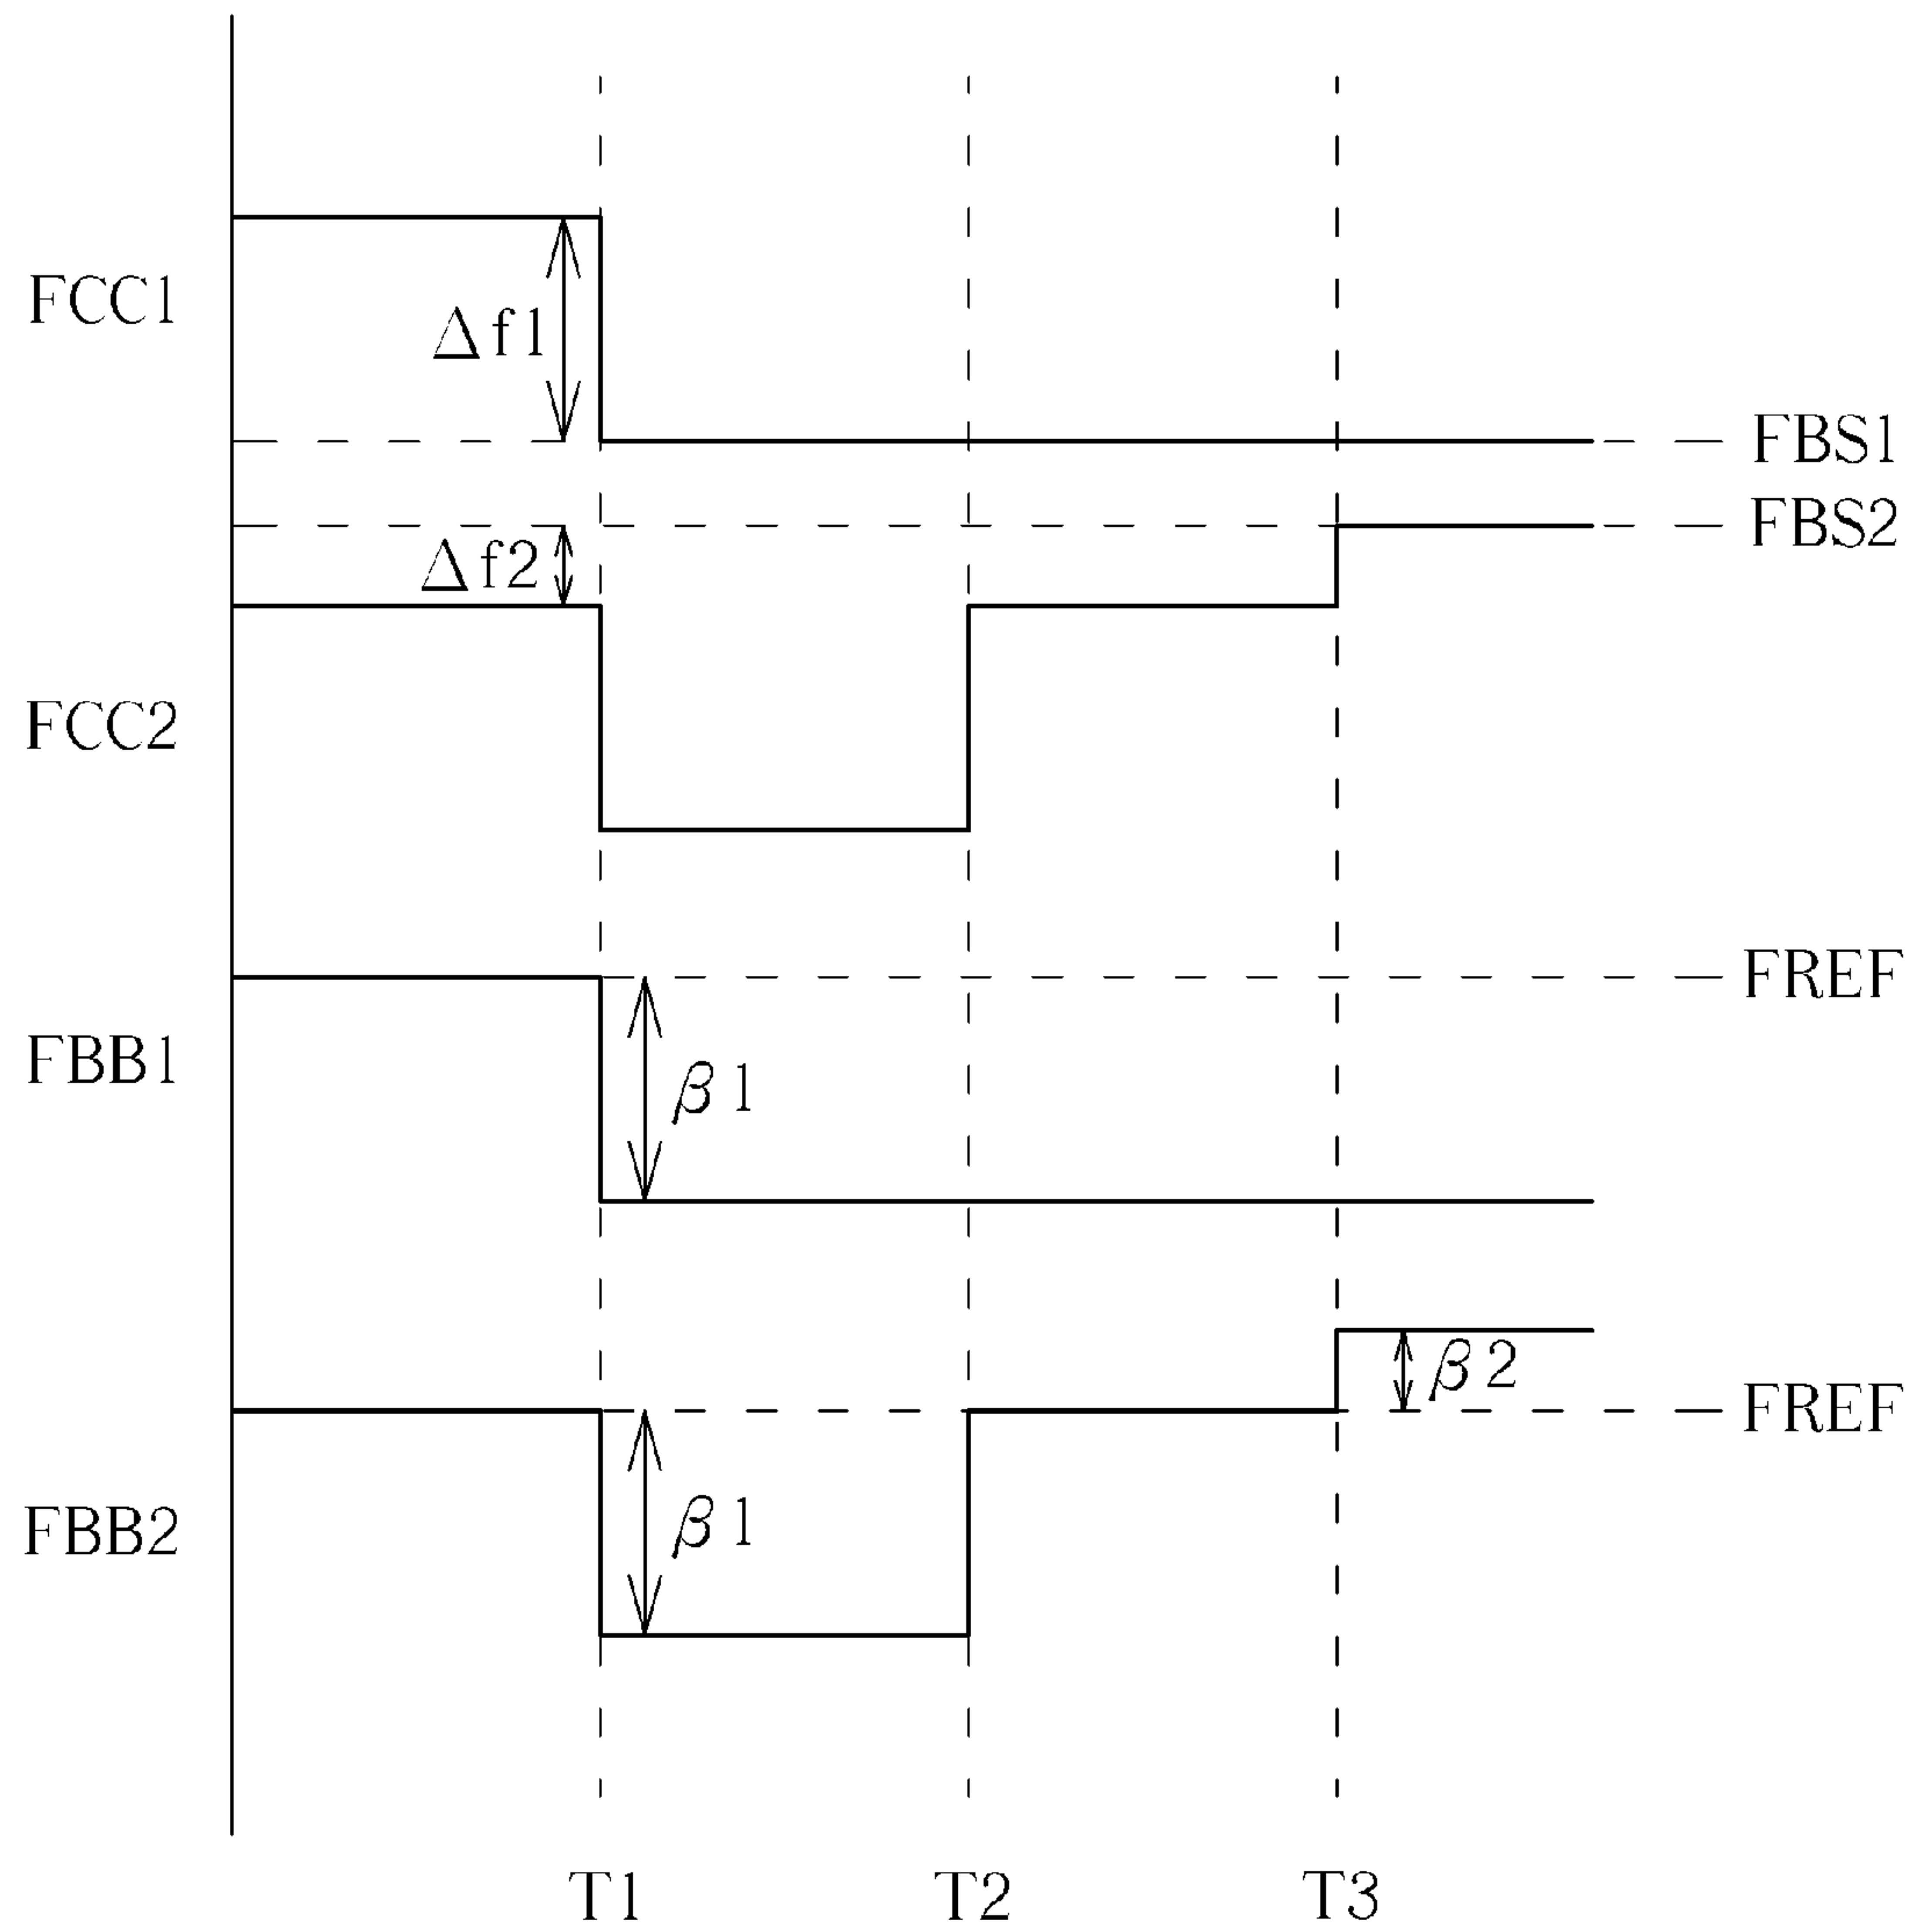 FCC1
Δf1
FBS1
FBS2
Δf2
FCC2
FREF
FBB1
β1
β2
FREF
FBB2
β1
T1
T2
T3